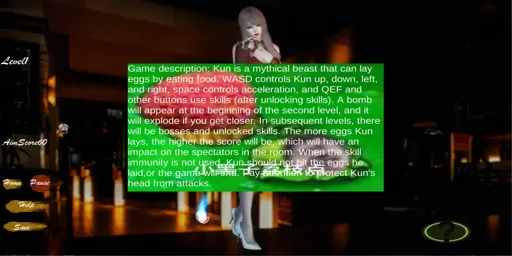 Game description: Kun is a mythical beast that can lay
eggs by eating food. WASD controls Kun up, down, left,
and right, space controls acceleration, and QEF and
other buttons use skills (after unlocking skills). A bomb
will appear at the beginning of the second level, and it
will explode if you get closer. In subsequent levels, there
will be bosses and unlocked skills. The more eggs Kun
lays, the higher the score will be, which will have an
impact on the spectators in the room. When the skill
immunity is not used, Kun should not hit the eggs he
laid,or the game will end. Pay attention to protect Kun's
head from attacks.
Level1
AimScore60
Home Pause
Help
Save
?